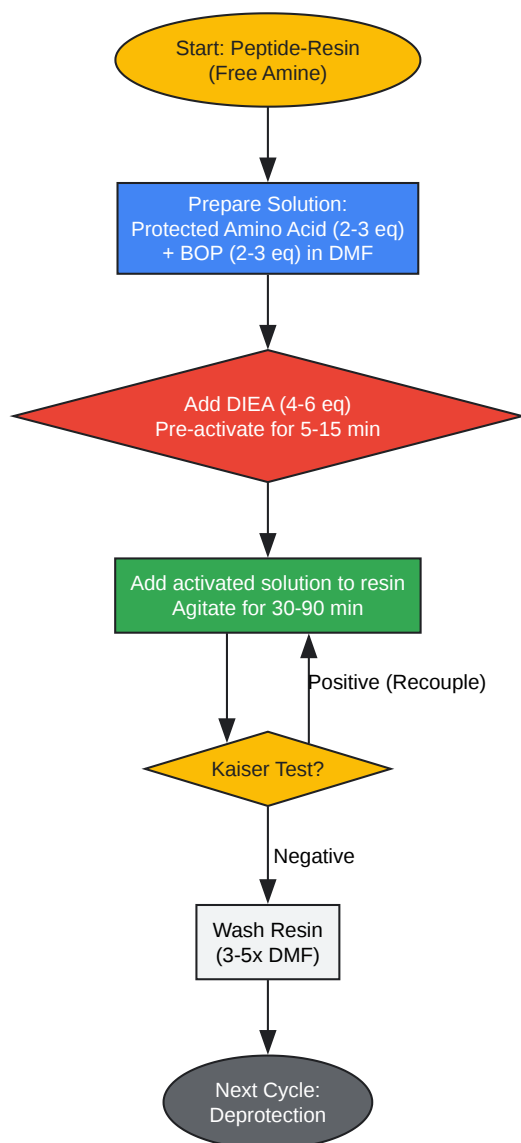 Start: Peptide-Resin
(Free Amine)
Prepare Solution:
Protected Amino Acid (2-3 eq)
+ BOP (2-3 eq) in DMF
Add DIEA (4-6 eq)
Pre-activate for 5-15 min
Add activated solution to resin
Agitate for 30-90 min
Positive (Recouple)
Kaiser Test?
Negative
Wash Resin
(3-5x DMF)
Next Cycle:
Deprotection